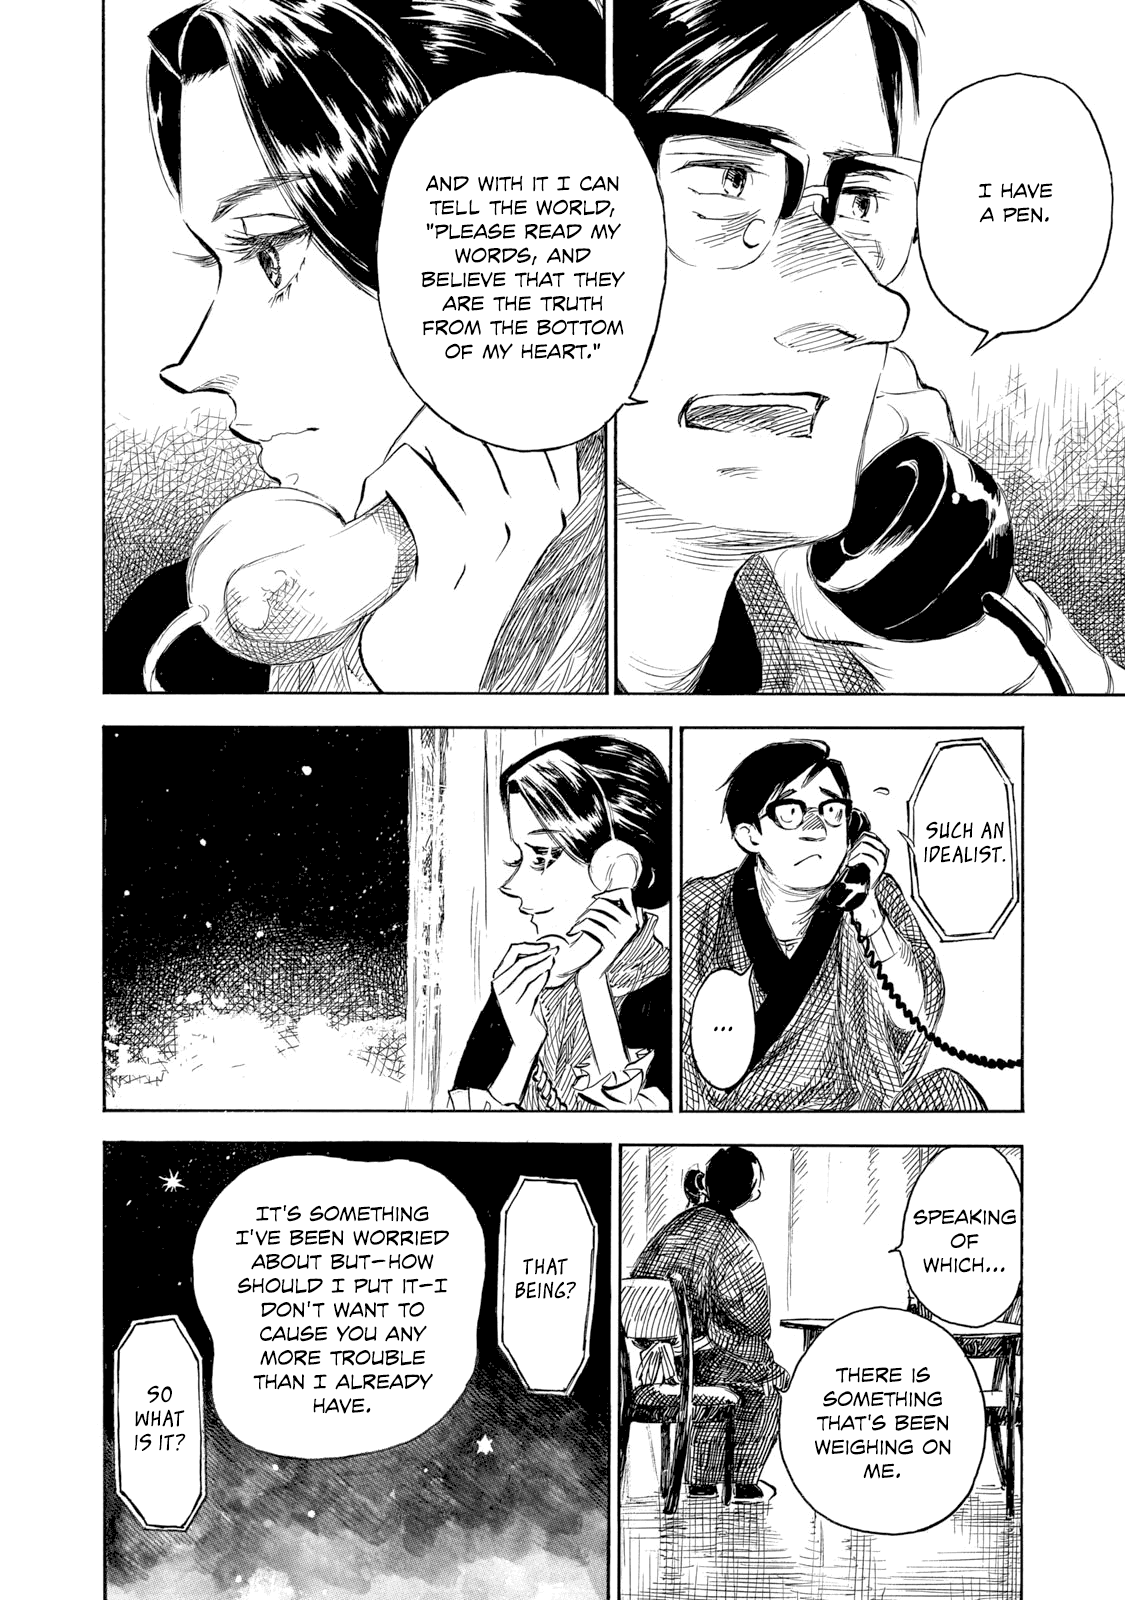 I HAVE
A PEN.
AND WITH IT I CAN
TELL THE WORLD,
"PLEASE READ MY
WORDS, AND
BELIEVE THAT THEY
ARE THE TRUTH
FROM THE BOTTOM
OF MY HEART."
SUCH AN
IDEALIST.
...
SPEAKING
OF
WHICH...
THERE IS
SOMETHING
THAT'S BEEN
WEIGHING ON
ME.
THAT
BEING?
IT'S SOMETHING
I'VE BEEN WORRIED
ABOUT BUT—HOW
SHOULD I PUT IT—I
DON'T WANT TO
CAUSE YOU ANY
MORE TROUBLE
THAN I ALREADY
HAVE.
SO
WHAT
IS IT?